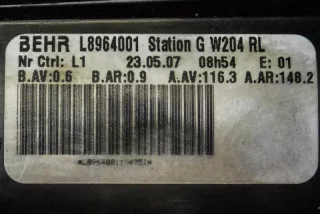 BEHR L8964001 Station G W204 RL
Nr Ctrl: L1 23.05.07 08h54 E: 01
B.AV:0.6 B.AR:0.9 A.AV:116.3 A.AR:148.2